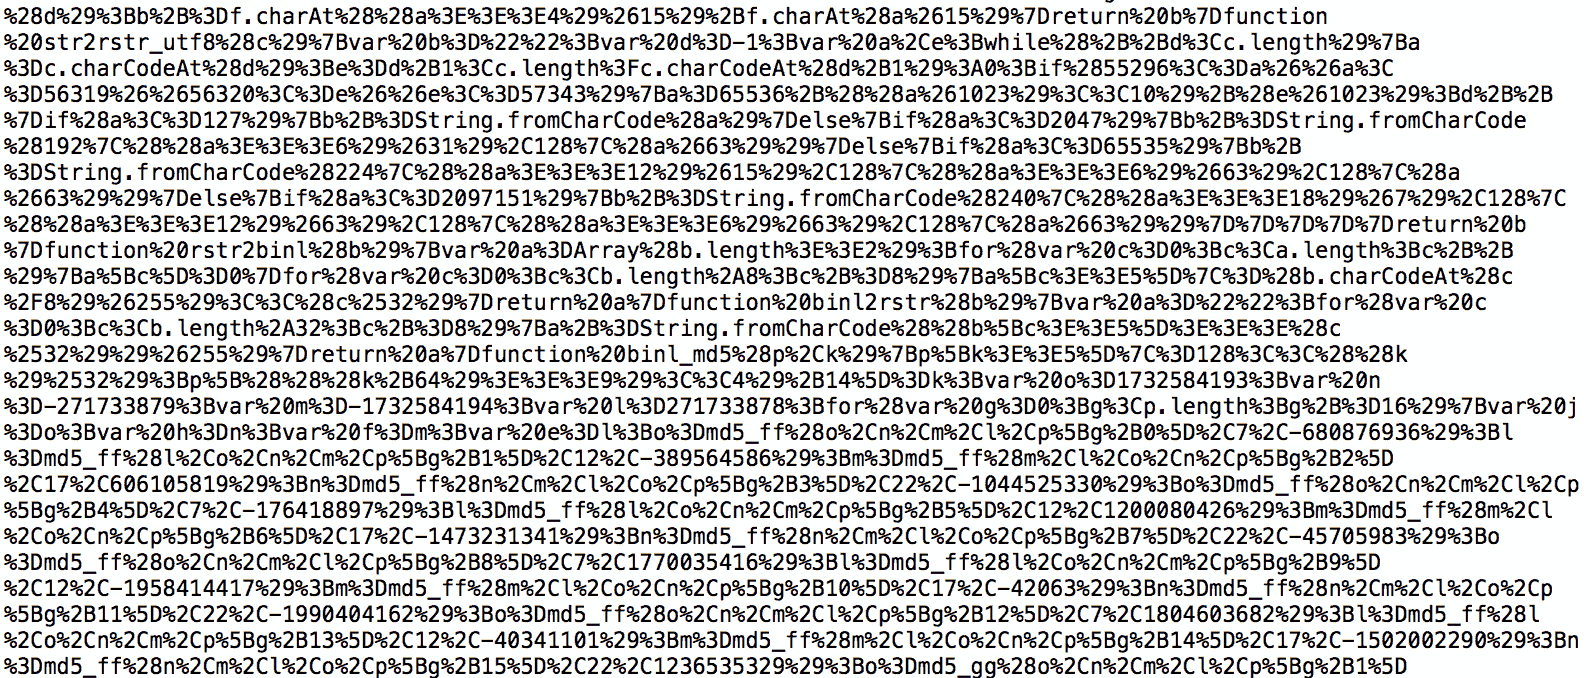 %28d%29%3Bb%2B%3Df.charAt%28%28a%3E%3E%3E4%29%2615%29%2Bf.charAt%28a%2615%29%7Dreturn%20b%7Dfunction
%20str2rstr_utf8%28c%29%7Bvar%20b%3D%22%22%3Bvar%20d%3D-1%3Bvar%20a%2Ce%3Bwhile%28%2B%2Bd%3Cc.length%29%7Ba
%3Dc.charCodeAt%28d%29%3Be%3Dd%2B1%3Cc.length%3Fc.charCodeAt%28d%2B1%29%3A0%3Bif%2855296%3C%3Da%26%26a%3C
%3D56319%26%2656320%3C%3De%26%26e%3C%3D57343%29%7Ba%3D65536%2B%28%28a%261023%29%3C%3C10%29%2B%28e%261023%29%3Bd%2B%2B
%7Dif%28a%3C%3D127%29%7Bb%2B%3DString.fromCharCode%28a%29%7Delse%7Bif%28a%3C%3D2047%29%7Bb%2B%3DString.fromCharCode
%28192%7C%28%28a%3E%3E%3E6%29%2631%29%2C128%7C%28a%2663%29%29%7Delse%7Bif%28a%3C%3D65535%29%7Bb%2B
%3DString.fromCharCode%28224%7C%28%28a%3E%3E%3E12%29%2615%29%2C128%7C%28%28a%3E%3E%3E6%29%2663%29%2C128%7C%28a
%2663%29%29%7Delse%7Bif%28a%3C%3D2097151%29%7Bb%2B%3DString.fromCharCode%28240%7C%28%28a%3E%3E%3E18%29%267%29%2C128%7C
%28%28a%3E%3E%3E12%29%2663%29%2C128%7C%28%28a%3E%3E%3E6%29%2663%29%2C128%7C%28a%2663%29%29%7D%7D%7D%7D%7Dreturn%20b
%7Dfunction%20rstr2binl%28b%29%7Bvar%20a%3DArray%28b.length%3E%3E2%29%3Bfor%28var%20c%3D0%3Bc%3Ca.length%3Bc%2B%2B
%29%7Ba%5Bc%5D%3D0%7Dfor%28var%20c%3D0%3Bc%3Cb.length%2A8%3Bc%2B%3D8%29%7Ba%5Bc%3E%3E5%5D%7C%3D%28b.charCodeAt%28c
%2F8%29%26255%29%3C%3C%28c%2532%29%7Dreturn%20a%7Dfunction%20binl2rstr%28b%29%7Bvar%20a%3D%22%22%3Bfor%28var%20c
%3D0%3Bc%3Cb.length%2A32%3Bc%2B%3D8%29%7Ba%2B%3DString.fromCharCode%28%28b%5Bc%3E%3E5%5D%3E%3E%3E%28c
%2532%29%29%26255%29%7Dreturn%20a%7Dfunction%20binl_md5%28p%2Ck%29%7Bp%5Bk%3E%3E5%5D%7C%3D128%3C%3C%28%28k
%29%2532%29%3Bp%5B%28%28%28k%2B64%29%3E%3E%3E9%29%3C%3C4%29%2B14%5D%3Dk%3Bvar%20o%3D1732584193%3Bvar%20n
%3D-271733879%3Bvar%20m%3D-1732584194%3Bvar%20l%3D271733878%3Bfor%28var%20g%3D0%3Bg%3Cp.length%3Bg%2B%3D16%29%7Bvar%20j
%3Do%3Bvar%20h%3Dn%3Bvar%20f%3Dm%3Bvar%20e%3Dl%3Bo%3Dmd5_ff%28o%2Cn%2Cm%2Cl%2Cp%5Bg%2B0%5D%2C7%2C-680876936%29%3Bl
%3Dmd5_ff%28l%2Co%2Cn%2Cm%2Cp%5Bg%2B1%5D%2C12%2C-389564586%29%3Bm%3Dmd5_ff%28m%2Cl%2Co%2Cn%2Cp%5Bg%2B2%5D
%2C17%2C606105819%29%3Bn%3Dmd5_ff%28n%2Cm%2Cl%2Co%2Cp%5Bg%2B3%5D%2C22%2C-1044525330%29%3Bo%3Dmd5_ff%28o%2Cn%2Cm%2Cl%2Cp
%5Bg%2B4%5D%2C7%2C-176418897%29%3Bl%3Dmd5_ff%28l%2Co%2Cn%2Cm%2Cp%5Bg%2B5%5D%2C12%2C1200080426%29%3Bm%3Dmd5_ff%28m%2Cl
%2Co%2Cn%2Cp%5Bg%2B6%5D%2C17%2C-1473231341%29%3Bn%3Dmd5_ff%28n%2Cm%2Cl%2Co%2Cp%5Bg%2B7%5D%2C22%2C-45705983%29%3Bo
%3Dmd5_ff%28o%2Cn%2Cm%2Cl%2Cp%5Bg%2B8%5D%2C7%2C1770035416%29%3Bl%3Dmd5_ff%28l%2Co%2Cn%2Cm%2Cp%5Bg%2B9%5D
%2C12%2C-1958414417%29%3Bm%3Dmd5_ff%28m%2Cl%2Co%2Cn%2Cp%5Bg%2B10%5D%2C17%2C-42063%29%3Bn%3Dmd5_ff%28n%2Cm%2Cl%2Co%2Cp
%5Bg%2B11%5D%2C22%2C-1990404162%29%3Bo%3Dmd5_ff%28o%2Cn%2Cm%2Cl%2Cp%5Bg%2B12%5D%2C7%2C1804603682%29%3Bl%3Dmd5_ff%28l
%2Co%2Cn%2Cm%2Cp%5Bg%2B13%5D%2C12%2C-40341101%29%3Bm%3Dmd5_ff%28m%2Cl%2Co%2Cn%2Cp%5Bg%2B14%5D%2C17%2C-1502002290%29%3Bn
%3Dmd5_ff%28n%2Cm%2Cl%2Co%2Cp%5Bg%2B15%5D%2C22%2C1236535329%29%3Bo%3Dmd5_gg%28o%2Cn%2Cm%2Cl%2Cp%5Bg%2B1%5D